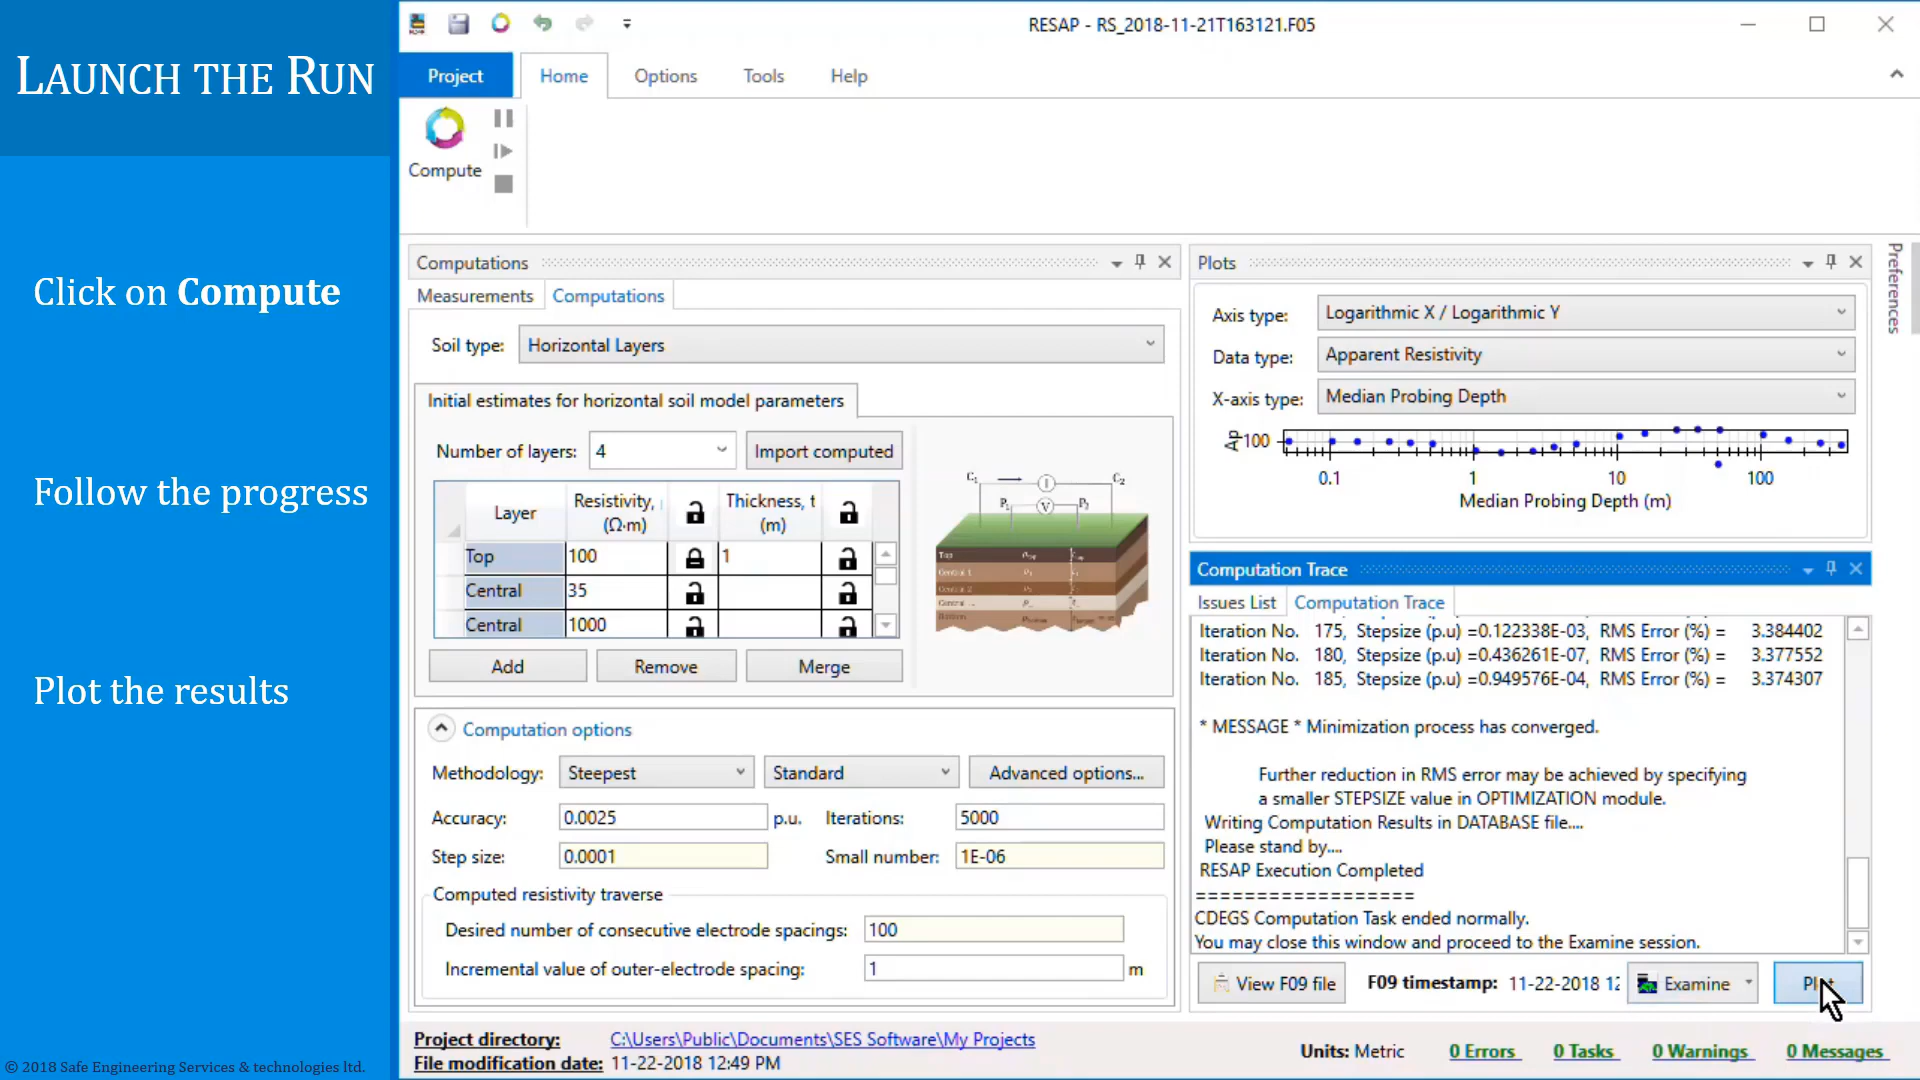 LAUNCH THE RUN
Click on Compute
Follow the progress
Plot the results
© 2018 Safe Engineering Services & technologies ltd.
RESAP - RS_2018-11-21T163121.F05
Project
Home
Options
Tools
Help
Compute
Computations
Measurements
Computations
Soil type:
Horizontal Layers
Initial estimates for horizontal soil model parameters
Number of layers:
4
Import computed
Layer
Resistivity,
(Ω·m)
Thickness, t
(m)
Top
100
1
Central
35
Central
1000
Add
Remove
Merge
C1
C2
P1
P2
I
V
Top
Central 1
Central 2
Computation options
Methodology:
Steepest
Standard
Advanced options...
Accuracy:
0.0025
p.u.
Iterations:
5000
Step size:
0.0001
Small number:
1E-06
Computed resistivity traverse
Desired number of consecutive electrode spacings:
100
Incremental value of outer-electrode spacing:
1
m
Plots
Axis type:
Logarithmic X / Logarithmic Y
Data type:
Apparent Resistivity
X-axis type:
Median Probing Depth
Ap
100
0.1
1
10
100
Median Probing Depth (m)
Preferences
Computation Trace
Issues List
Computation Trace
Iteration No. 175, Stepsize (p.u) =0.122338E-03, RMS Error (%) = 3.384402
Iteration No. 180, Stepsize (p.u) =0.436261E-07, RMS Error (%) = 3.377552
Iteration No. 185, Stepsize (p.u) =0.949576E-04, RMS Error (%) = 3.374307
* MESSAGE * Minimization process has converged.
Further reduction in RMS error may be achieved by specifying
a smaller STEPSIZE value in OPTIMIZATION module.
Writing Computation Results in DATABASE file....
Please stand by....
RESAP Execution Completed
==================
CDEGS Computation Task ended normally.
You may close this window and proceed to the Examine session.
View F09 file
F09 timestamp:
11-22-2018 12
Examine
Project directory:
C:\Users\Public\Documents\SES Software\My Projects
File modification date:
11-22-2018 12:49 PM
Units: Metric
0 Errors
0 Tasks
0 Warnings
0 Messages